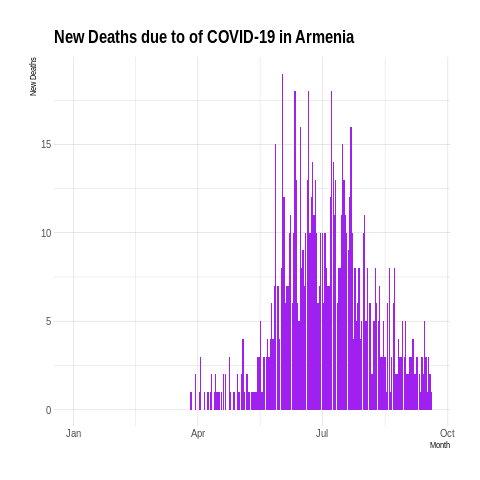 New Deaths due to of COVID-19 in Armenia
New Deaths
15
10
5
0
Jan Apr Jul Oct
Month